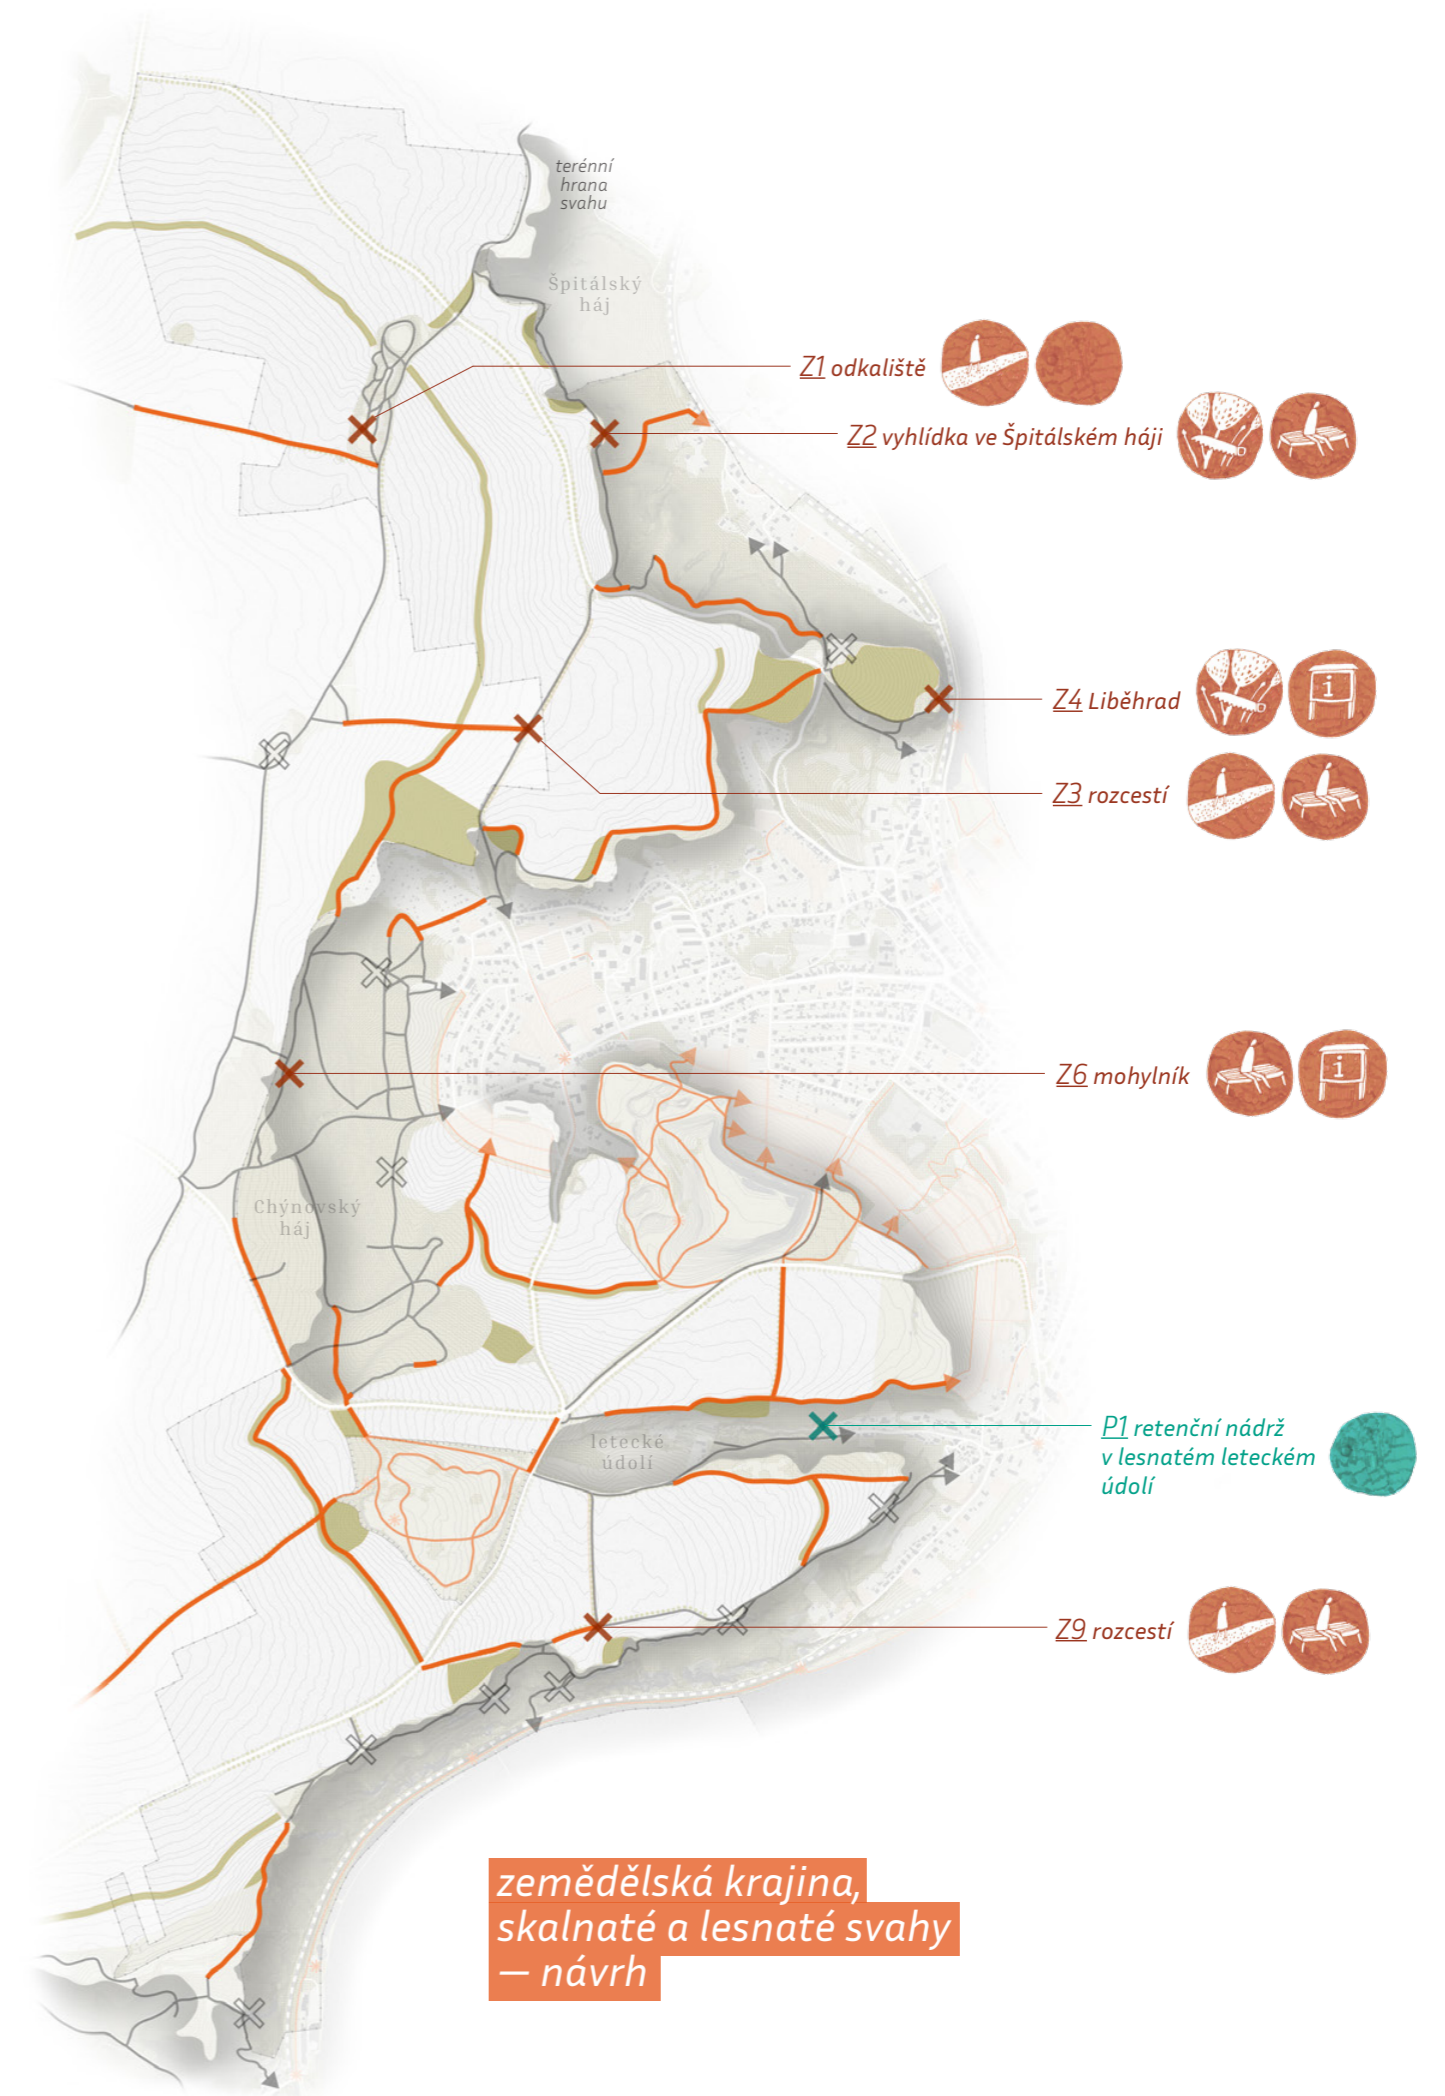 terénní
hrana
svahu
Špitálský
háj
Z1 odkaliště
Z2 vyhlídka ve Špitálském háji
Z4 Liběhrad
i
Z3 rozcestí
Z6 mohylník
i
Chýnovský
háj
letecké
údolí
P1 retenční nádrž
v lesnatém leteckém
údolí
Z9 rozcestí
zemědělská krajina,
skalnaté a lesnaté svahy
— návrh